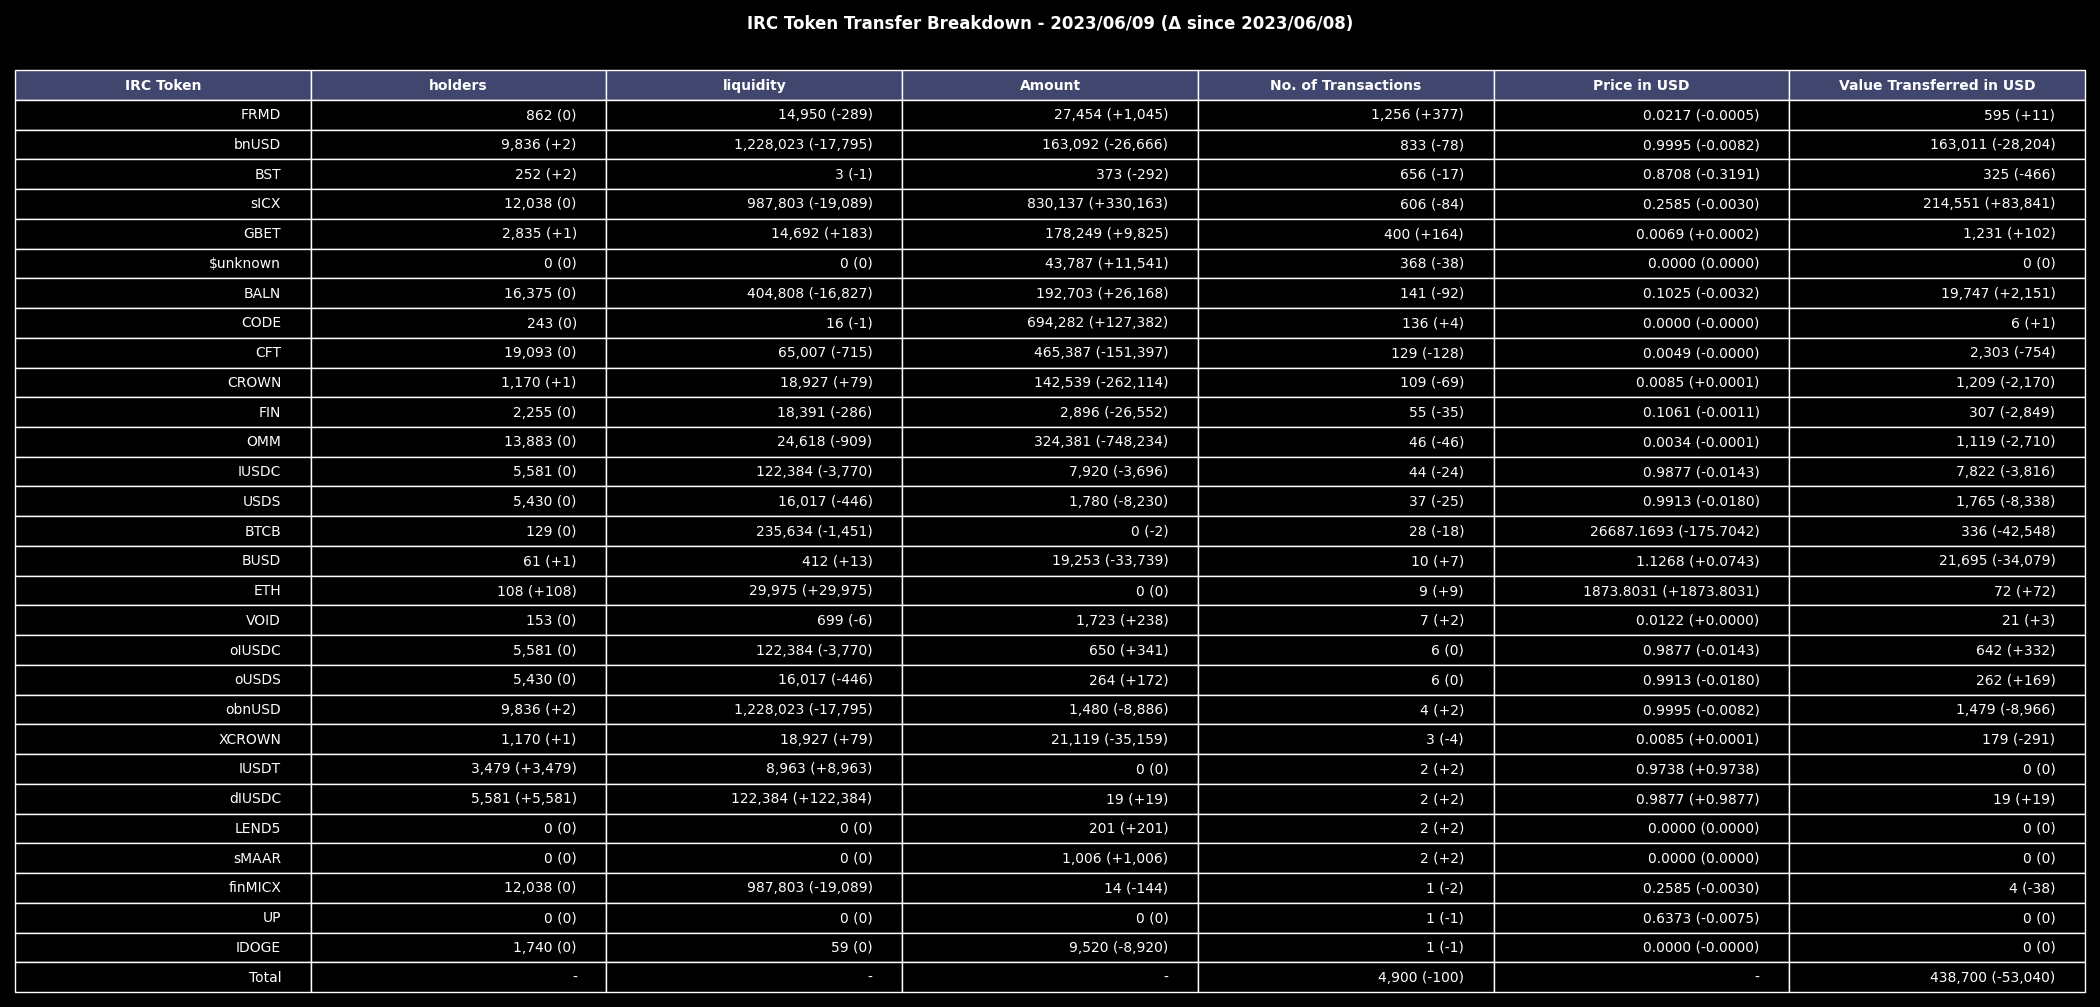 IRC Token Transfer Breakdown - 2023/06/09 (Δ since 2023/06/08)
IRC Token holders liquidity Amount No. of Transactions Price in USD Value Transferred in USD
FRMD 862 (0) 14,950 (-289) 27,454 (+1,045) 1,256 (+377) 0.0217 (-0.0005) 595 (+11)
bnUSD 9,836 (+2) 1,228,023 (-17,795) 163,092 (-26,666) 833 (-78) 0.9995 (-0.0082) 163,011 (-28,204)
BST 252 (+2) 3 (-1) 373 (-292) 656 (-17) 0.8708 (-0.3191) 325 (-466)
sICX 12,038 (0) 987,803 (-19,089) 830,137 (+330,163) 606 (-84) 0.2585 (-0.0030) 214,551 (+83,841)
GBET 2,835 (+1) 14,692 (+183) 178,249 (+9,825) 400 (+164) 0.0069 (+0.0002) 1,231 (+102)
$unknown 0 (0) 0 (0) 43,787 (+11,541) 368 (-38) 0.0000 (0.0000) 0 (0)
BALN 16,375 (0) 404,808 (-16,827) 192,703 (+26,168) 141 (-92) 0.1025 (-0.0032) 19,747 (+2,151)
CODE 243 (0) 16 (-1) 694,282 (+127,382) 136 (+4) 0.0000 (-0.0000) 6 (+1)
CFT 19,093 (0) 65,007 (-715) 465,387 (-151,397) 129 (-128) 0.0049 (-0.0000) 2,303 (-754)
CROWN 1,170 (+1) 18,927 (+79) 142,539 (-262,114) 109 (-69) 0.0085 (+0.0001) 1,209 (-2,170)
FIN 2,255 (0) 18,391 (-286) 2,896 (-26,552) 55 (-35) 0.1061 (-0.0011) 307 (-2,849)
OMM 13,883 (0) 24,618 (-909) 324,381 (-748,234) 46 (-46) 0.0034 (-0.0001) 1,119 (-2,710)
IUSDC 5,581 (0) 122,384 (-3,770) 7,920 (-3,696) 44 (-24) 0.9877 (-0.0143) 7,822 (-3,816)
USDS 5,430 (0) 16,017 (-446) 1,780 (-8,230) 37 (-25) 0.9913 (-0.0180) 1,765 (-8,338)
BTCB 129 (0) 235,634 (-1,451) 0 (-2) 28 (-18) 26687.1693 (-175.7042) 336 (-42,548)
BUSD 61 (+1) 412 (+13) 19,253 (-33,739) 10 (+7) 1.1268 (+0.0743) 21,695 (-34,079)
ETH 108 (+108) 29,975 (+29,975) 0 (0) 9 (+9) 1873.8031 (+1873.8031) 72 (+72)
VOID 153 (0) 699 (-6) 1,723 (+238) 7 (+2) 0.0122 (+0.0000) 21 (+3)
oIUSDC 5,581 (0) 122,384 (-3,770) 650 (+341) 6 (0) 0.9877 (-0.0143) 642 (+332)
oUSDS 5,430 (0) 16,017 (-446) 264 (+172) 6 (0) 0.9913 (-0.0180) 262 (+169)
obnUSD 9,836 (+2) 1,228,023 (-17,795) 1,480 (-8,886) 4 (+2) 0.9995 (-0.0082) 1,479 (-8,966)
XCROWN 1,170 (+1) 18,927 (+79) 21,119 (-35,159) 3 (-4) 0.0085 (+0.0001) 179 (-291)
IUSDT 3,479 (+3,479) 8,963 (+8,963) 0 (0) 2 (+2) 0.9738 (+0.9738) 0 (0)
dIUSDC 5,581 (+5,581) 122,384 (+122,384) 19 (+19) 2 (+2) 0.9877 (+0.9877) 19 (+19)
LEND5 0 (0) 0 (0) 201 (+201) 2 (+2) 0.0000 (0.0000) 0 (0)
sMAAR 0 (0) 0 (0) 1,006 (+1,006) 2 (+2) 0.0000 (0.0000) 0 (0)
finMICX 12,038 (0) 987,803 (-19,089) 14 (-144) 1 (-2) 0.2585 (-0.0030) 4 (-38)
UP 0 (0) 0 (0) 0 (0) 1 (-1) 0.6373 (-0.0075) 0 (0)
IDOGE 1,740 (0) 59 (0) 9,520 (-8,920) 1 (-1) 0.0000 (-0.0000) 0 (0)
Total - - - 4,900 (-100) - 438,700 (-53,040)